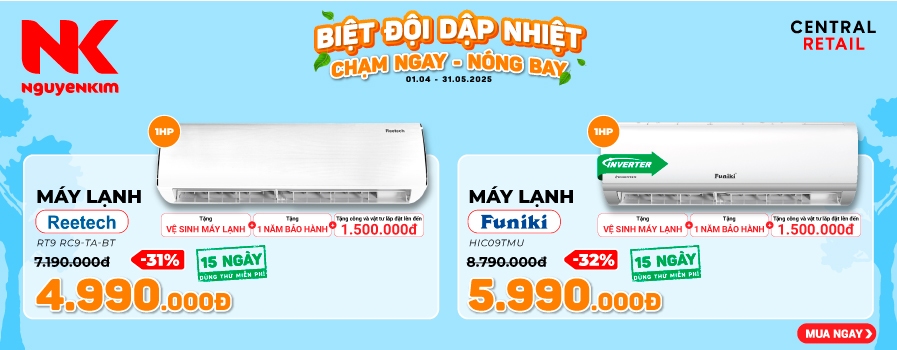 NK
NGUYENKIM
BIỆT ĐỘI DẬP NHIỆT
CHẠM NGAY - NÓNG BAY
01.04 - 31.05.2025
CENTRAL
RETAIL
1HP
Reetech
MÁY LẠNH
Reetech
RT9 RC9-TA-BT
Tặng
VỆ SINH MÁY LẠNH
+
Tặng
1 NĂM BẢO HÀNH
+
Tặng công và vật tư lắp đặt lên đến
1.500.000đ
7.190.000đ
-31%
15 NGÀY
DÙNG THỬ MIỄN PHÍ
4.990.000Đ
1HP
INVERTER
Funiki
MÁY LẠNH
Funiki
HIC09TMU
Tặng
VỆ SINH MÁY LẠNH
+
Tặng
1 NĂM BẢO HÀNH
+
Tặng công và vật tư lắp đặt lên đến
1.500.000đ
8.790.000đ
-32%
15 NGÀY
DÙNG THỬ MIỄN PHÍ
5.990.000Đ
MUA NGAY